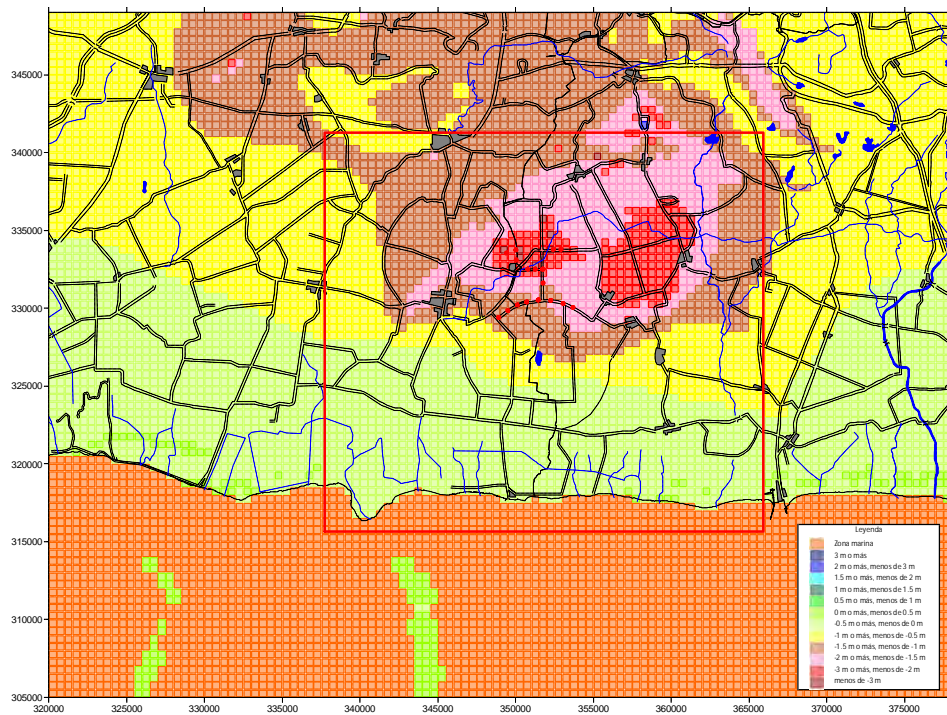 345000
340000
335000
330000
325000
320000
315000
310000
305000
320000 325000 330000 335000 340000 345000 350000 355000 360000 365000 370000 375000
Leyenda
Zona marina
3 m o más
2 m o más, menos de 3 m
1.5 m o más, menos de 2 m
1 m o más, menos de 1.5 m
0.5 m o más, menos de 1 m
0 m o más, menos de 0.5 m
-0.5 m o más, menos de 0 m
-1 m o más, menos de -0.5 m
-1.5 m o más, menos de -1 m
-2 m o más, menos de -1.5 m
-3 m o más, menos de -2 m
menos de -3 m